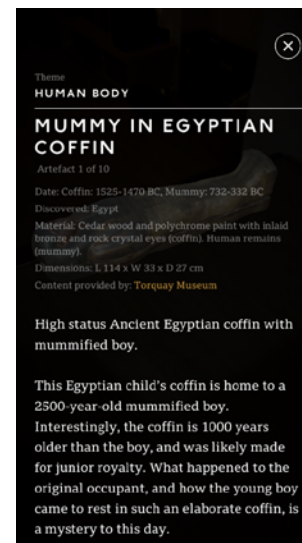 Theme
HUMAN BODY
MUMMY IN EGYPTIAN
COFFIN
Artefact 1 of 10
Date: Coffin: 1525-1470 BC, Mummy: 732-332 BC
Discovered: Egypt
Material: Cedar wood and polychrome paint with inlaid
bronze and rock crystal eyes (coffin). Human remains
(mummy).
Dimensions: L 114 x W 33 x D 27 cm
Content provided by: Torquay Museum
High status Ancient Egyptian coffin with
mummified boy.
This Egyptian child's coffin is home to a
2500-year-old mummified boy.
Interestingly, the coffin is 1000 years
older than the boy, and was likely made
for junior royalty. What happened to the
original occupant, and how the young boy
came to rest in such an elaborate coffin, is
a mystery to this day.